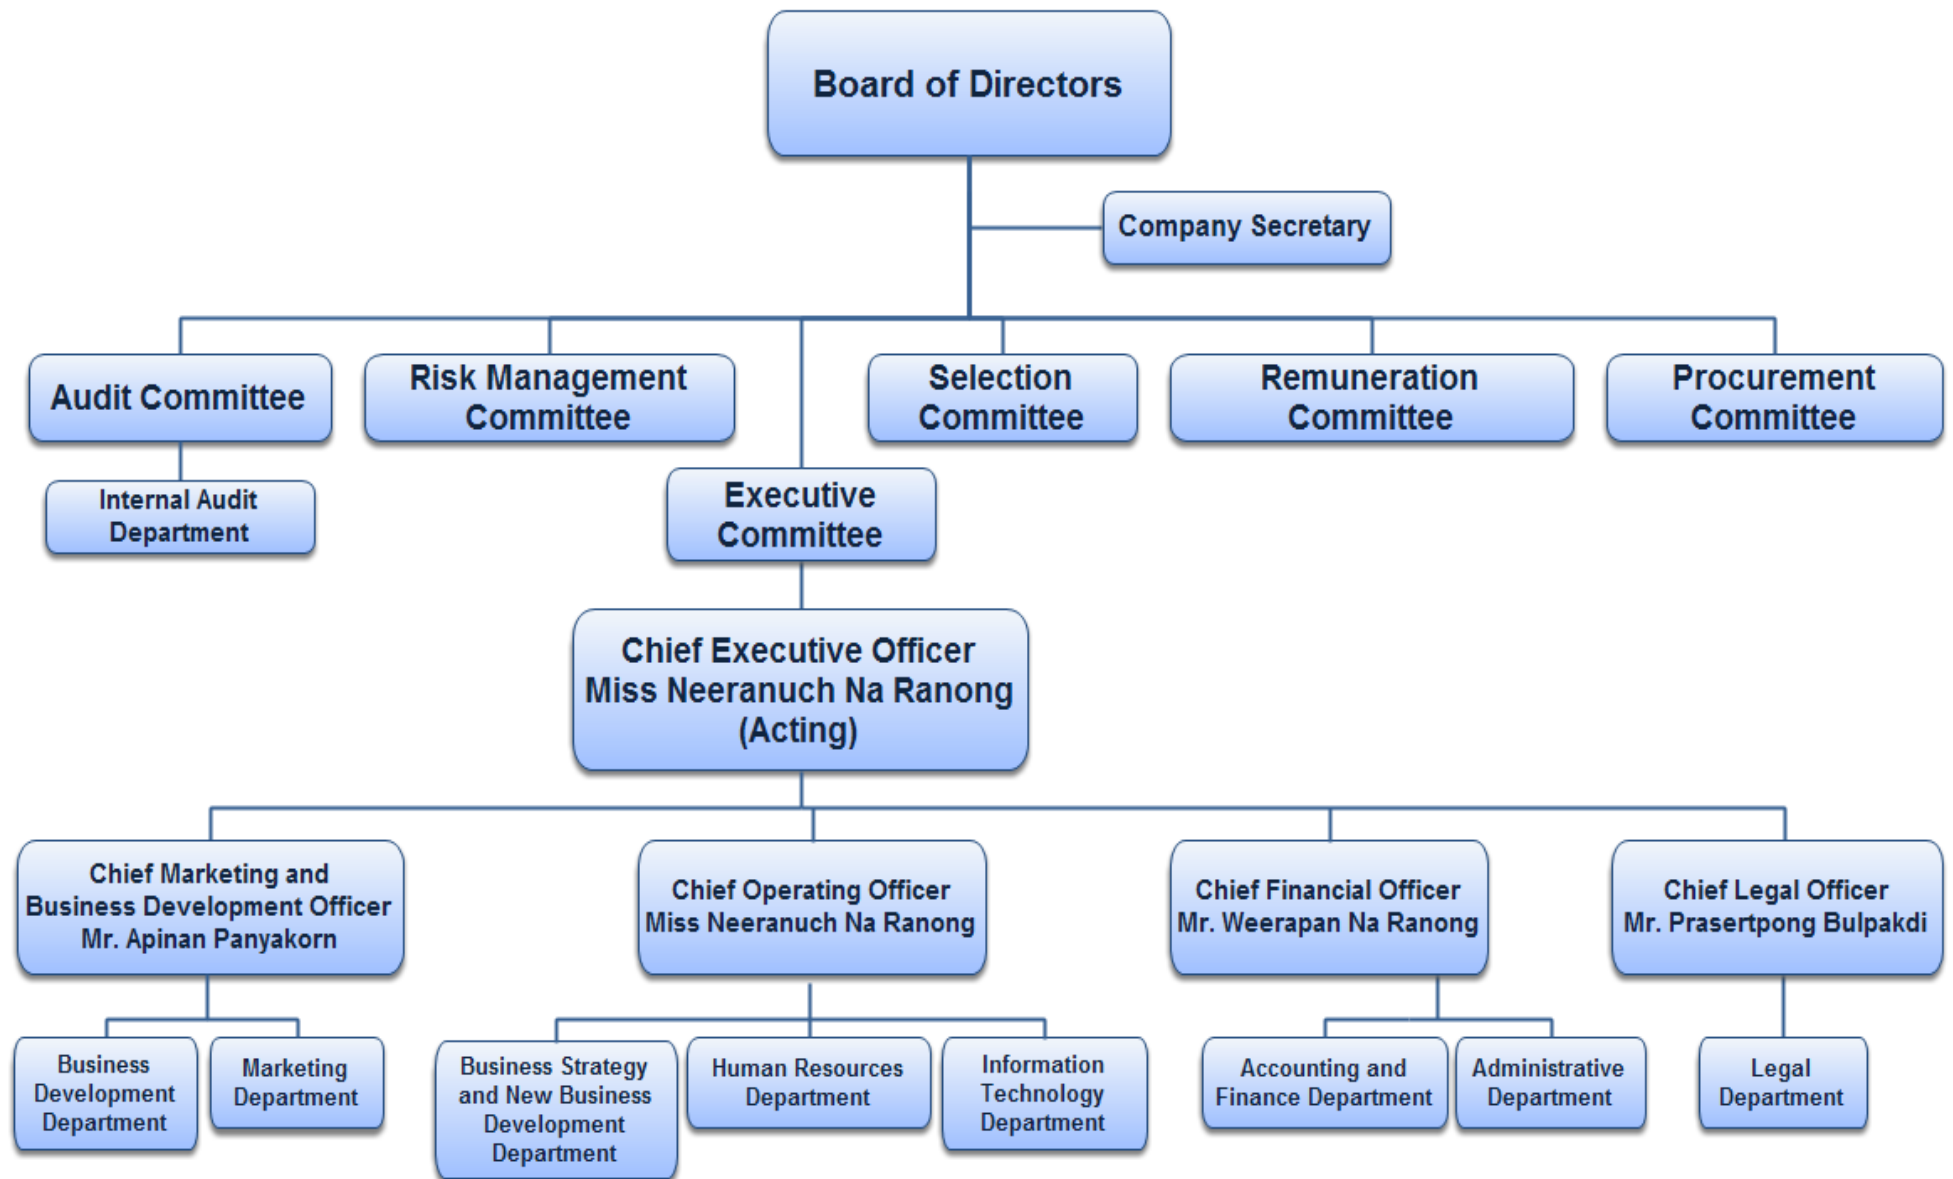 Board of Directors
Company Secretary
Audit Committee
Risk Management
Committee
Selection
Committee
Remuneration
Committee
Procurement
Committee
Internal Audit
Department
Executive
Committee
Chief Executive Officer
Miss Neeranuch Na Ranong
(Acting)
Chief Marketing and
Business Development Officer
Mr. Apinan Panyakorn
Chief Operating Officer
Miss Neeranuch Na Ranong
Chief Financial Officer
Mr. Weerapan Na Ranong
Chief Legal Officer
Mr. Prasertpong Bulpakdi
Business
Development
Department
Marketing
Department
Business Strategy
and New Business
Development
Department
Human Resources
Department
Information
Technology
Department
Accounting and
Finance Department
Administrative
Department
Legal
Department